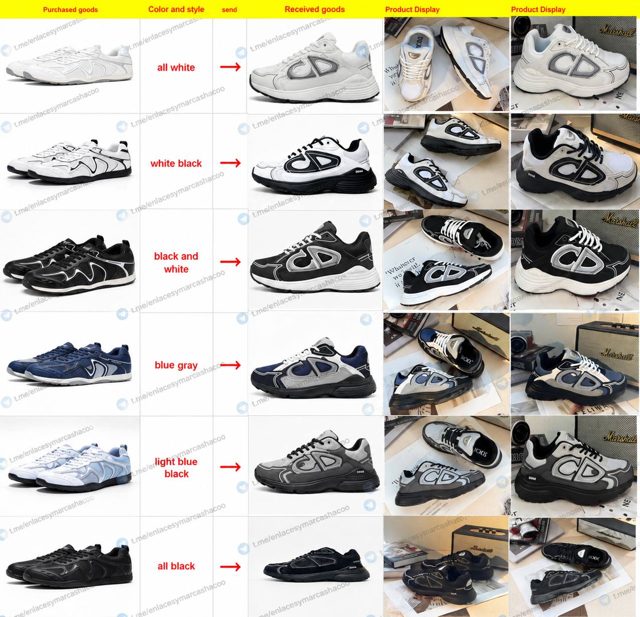 Purchased goods
Color and style
send
Received goods
Product Display
Product Display
all white
white black
black and
white
blue gray
light blue
black
all black
t.me/enlacesymarcashacoo
Marshall